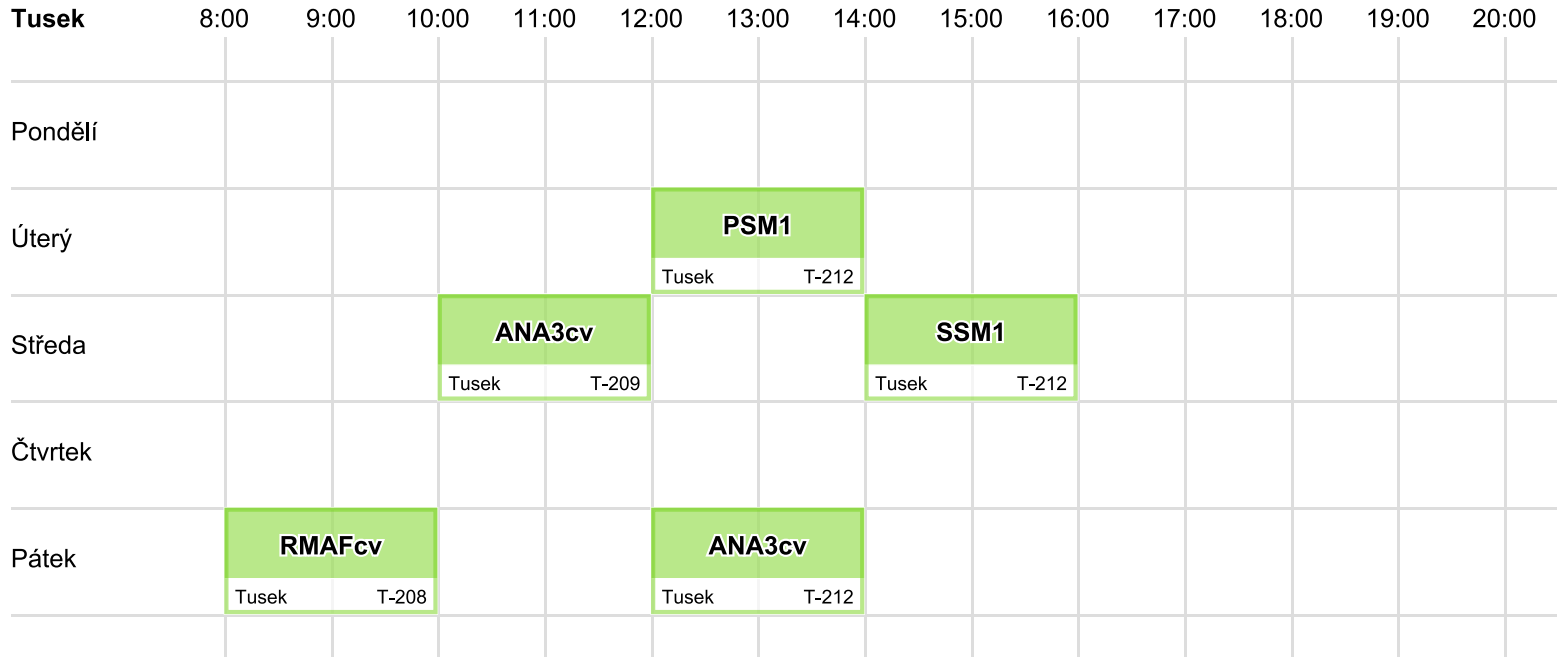 Tusek 8:00 9:00 10:00 11:00 12:00 13:00 14:00 15:00 16:00 17:00 18:00 19:00 20:00
Pondělí
Úterý
PSM1
Tusek T-212
Středa
ANA3cv SSM1
Tusek T-209 Tusek T-212
Čtvrtek
Pátek
RMAFcv ANA3cv
Tusek T-208 Tusek T-212